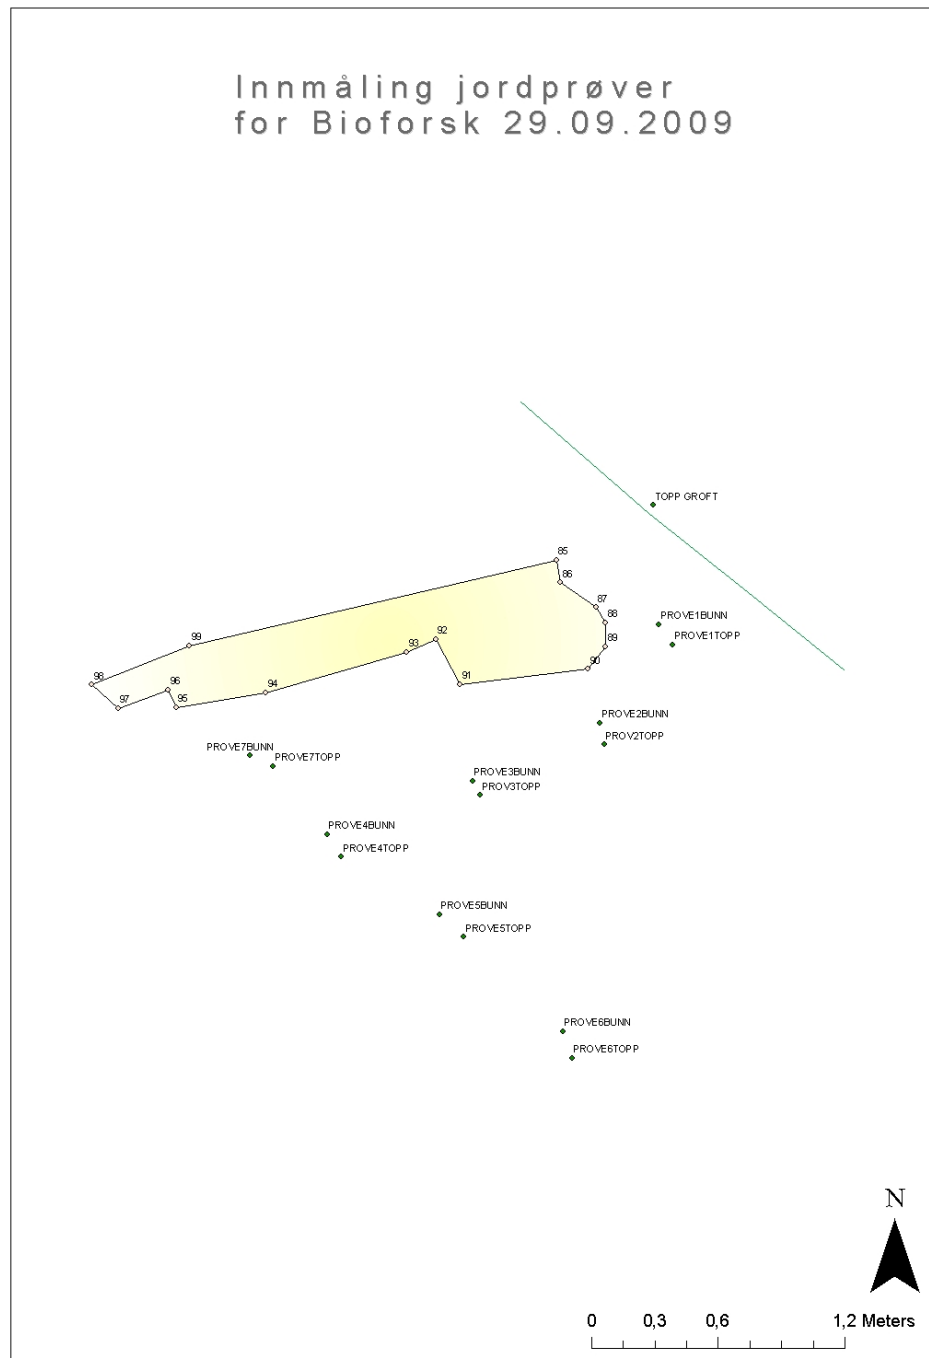 Innmåling jordprøver
for Bioforsk 29.09.2009
TOPP GROFT
85
86
87
88
PROVE1BUNN
89
PROVE1TOPP
92
99
93
90
91
98
96
94
97
95
PROVE2BUNN
PROV2TOPP
PROVE7BUNN
PROVE7TOPP
PROVE3BUNN
PROV3TOPP
PROVE4BUNN
PROVE4TOPP
PROVE5BUNN
PROVE5TOPP
PROVE6BUNN
PROVE6TOPP
N
0 0,3 0,6 1,2 Meters